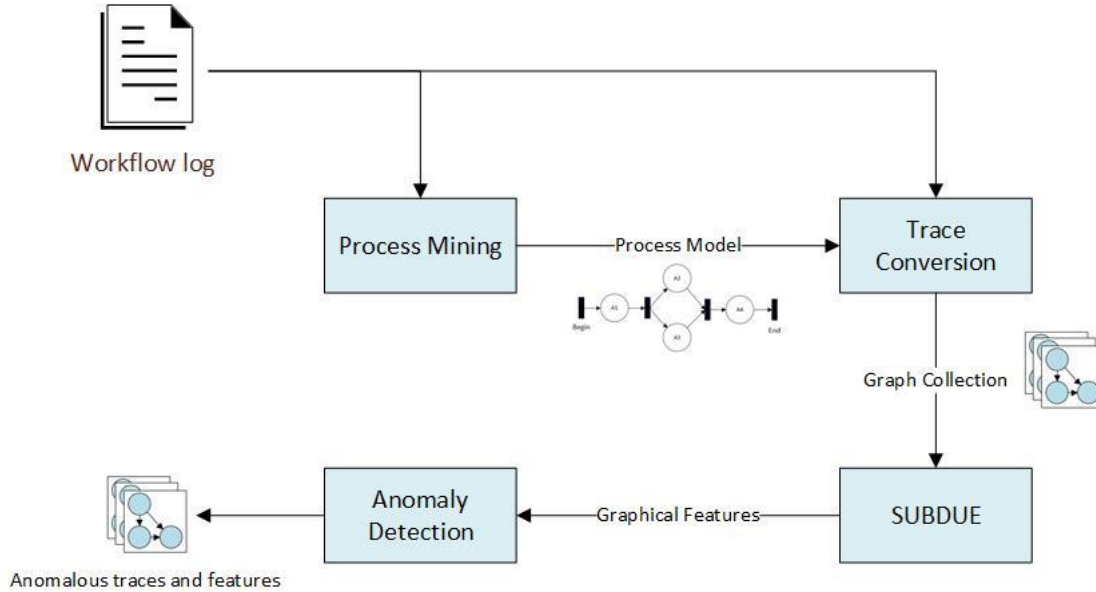 Workflow log
Process Mining
Process Model
Trace
Conversion
A2
A1
A4
A3
Begin
End
Graph Collection
Anomaly
Detection
Graphical Features
SUBDUE
Anomalous traces and features